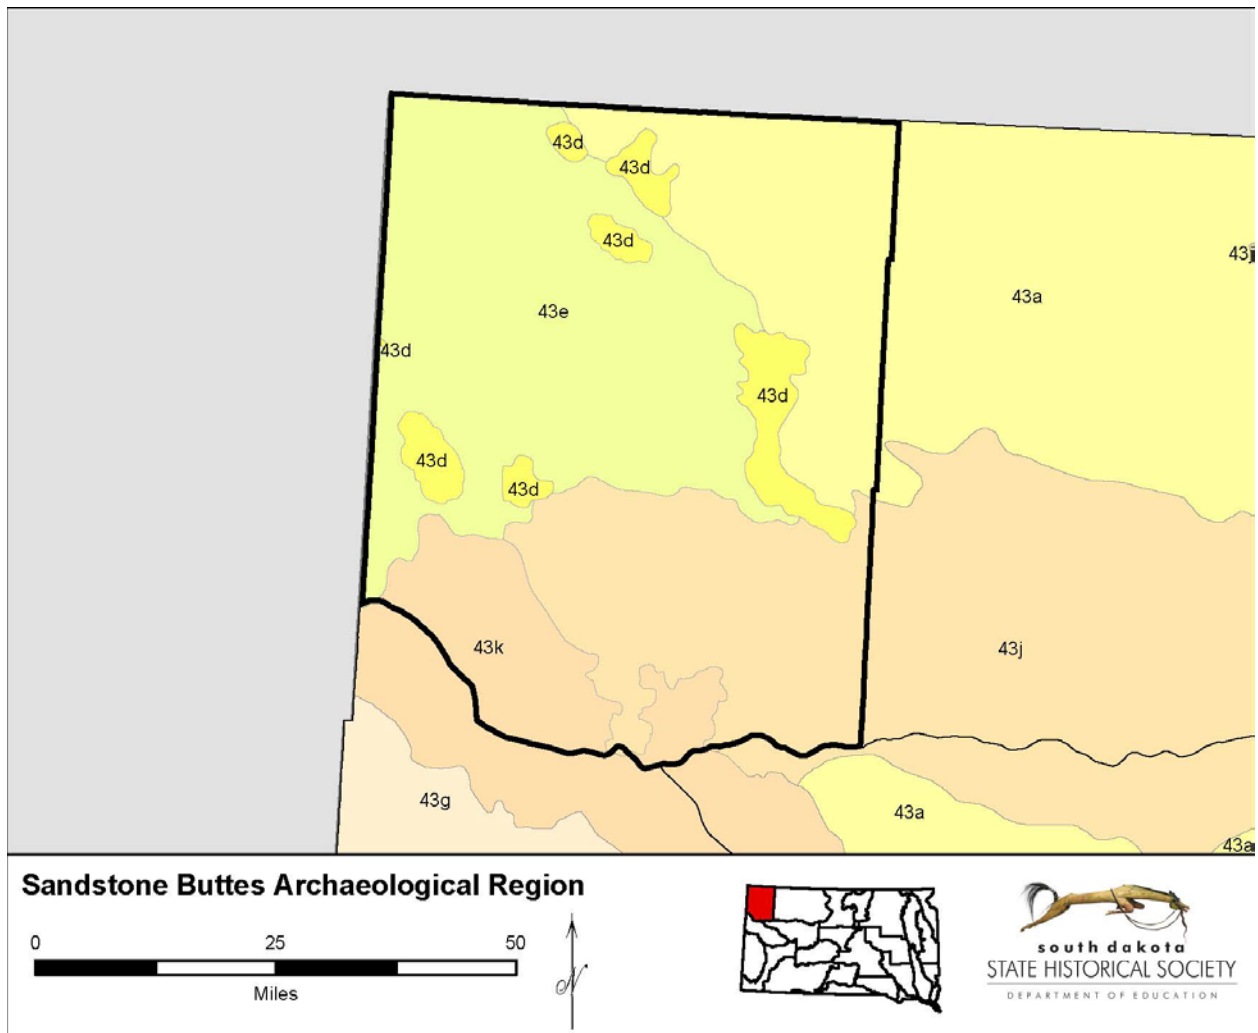 43d
43d
43d
43j
43a
43e
43d
43d
43d
43d
43k
43j
43g
43a
43a
Sandstone Buttes Archaeological Region
0 25 50
Miles
N
south dakota
STATE HISTORICAL SOCIETY
DEPARTMENT OF EDUCATION